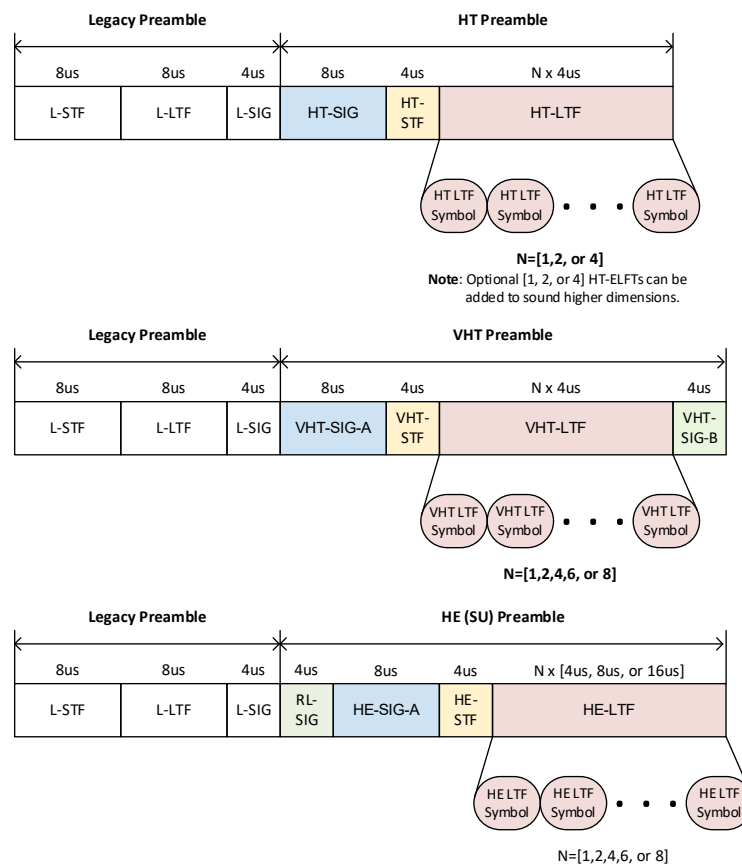 Legacy Preamble HT Preamble
8us 8us 4us 8us 4us N x 4us
L-STF L-LTF L-SIG HT-SIG HT-
STF HT-LTF
HT LTF
Symbol HT LTF
Symbol HT LTF
Symbol
N=[1,2, or 4]
Note: Optional [1, 2, or 4] HT-ELFTs can be
added to sound higher dimensions.
Legacy Preamble VHT Preamble
8us 8us 4us 8us 4us N x 4us 4us
L-STF L-LTF L-SIG VHT-SIG-A VHT-
STF VHT-LTF VHT-
SIG-B
VHT LTF
Symbol VHT LTF
Symbol VHT LTF
Symbol
N=[1,2,4,6, or 8]
Legacy Preamble HE (SU) Preamble
8us 8us 4us 4us 8us 4us N x [4us, 8us, or 16us]
L-STF L-LTF L-SIG RL-
SIG HE-SIG-A HE-
STF HE-LTF
HE LTF
Symbol HE LTF
Symbol HE LTF
Symbol
N=[1,2,4,6, or 8]